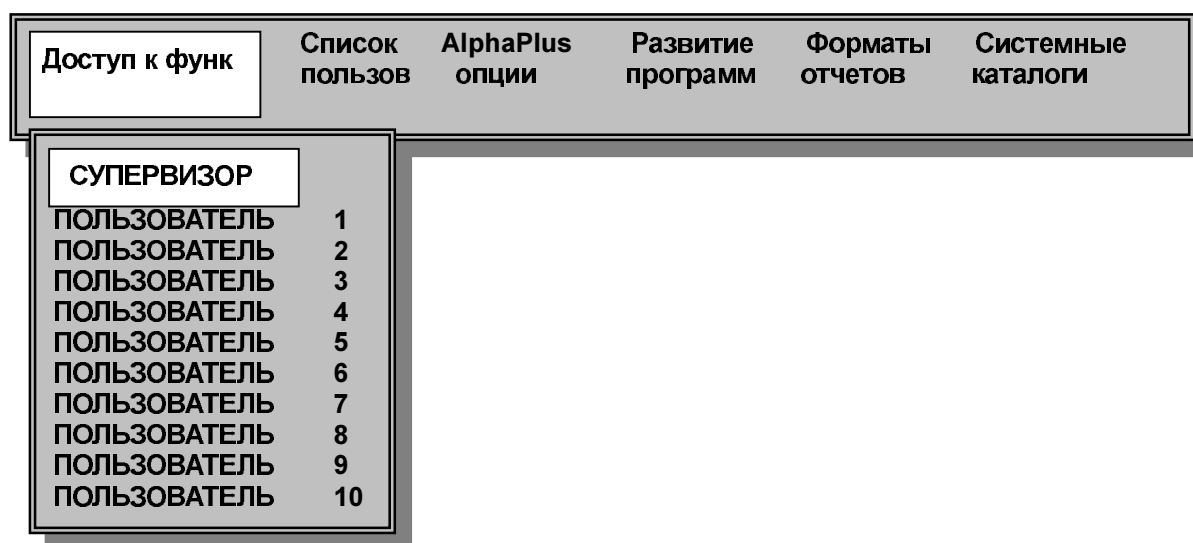 Доступ к функ
Список пользов
AlphaPlus опции
Развитие программ
Форматы отчетов
Системные каталоги
СУПЕРВИЗОР
ПОЛЬЗОВАТЕЛЬ 1
ПОЛЬЗОВАТЕЛЬ 2
ПОЛЬЗОВАТЕЛЬ 3
ПОЛЬЗОВАТЕЛЬ 4
ПОЛЬЗОВАТЕЛЬ 5
ПОЛЬЗОВАТЕЛЬ 6
ПОЛЬЗОВАТЕЛЬ 7
ПОЛЬЗОВАТЕЛЬ 8
ПОЛЬЗОВАТЕЛЬ 9
ПОЛЬЗОВАТЕЛЬ 10